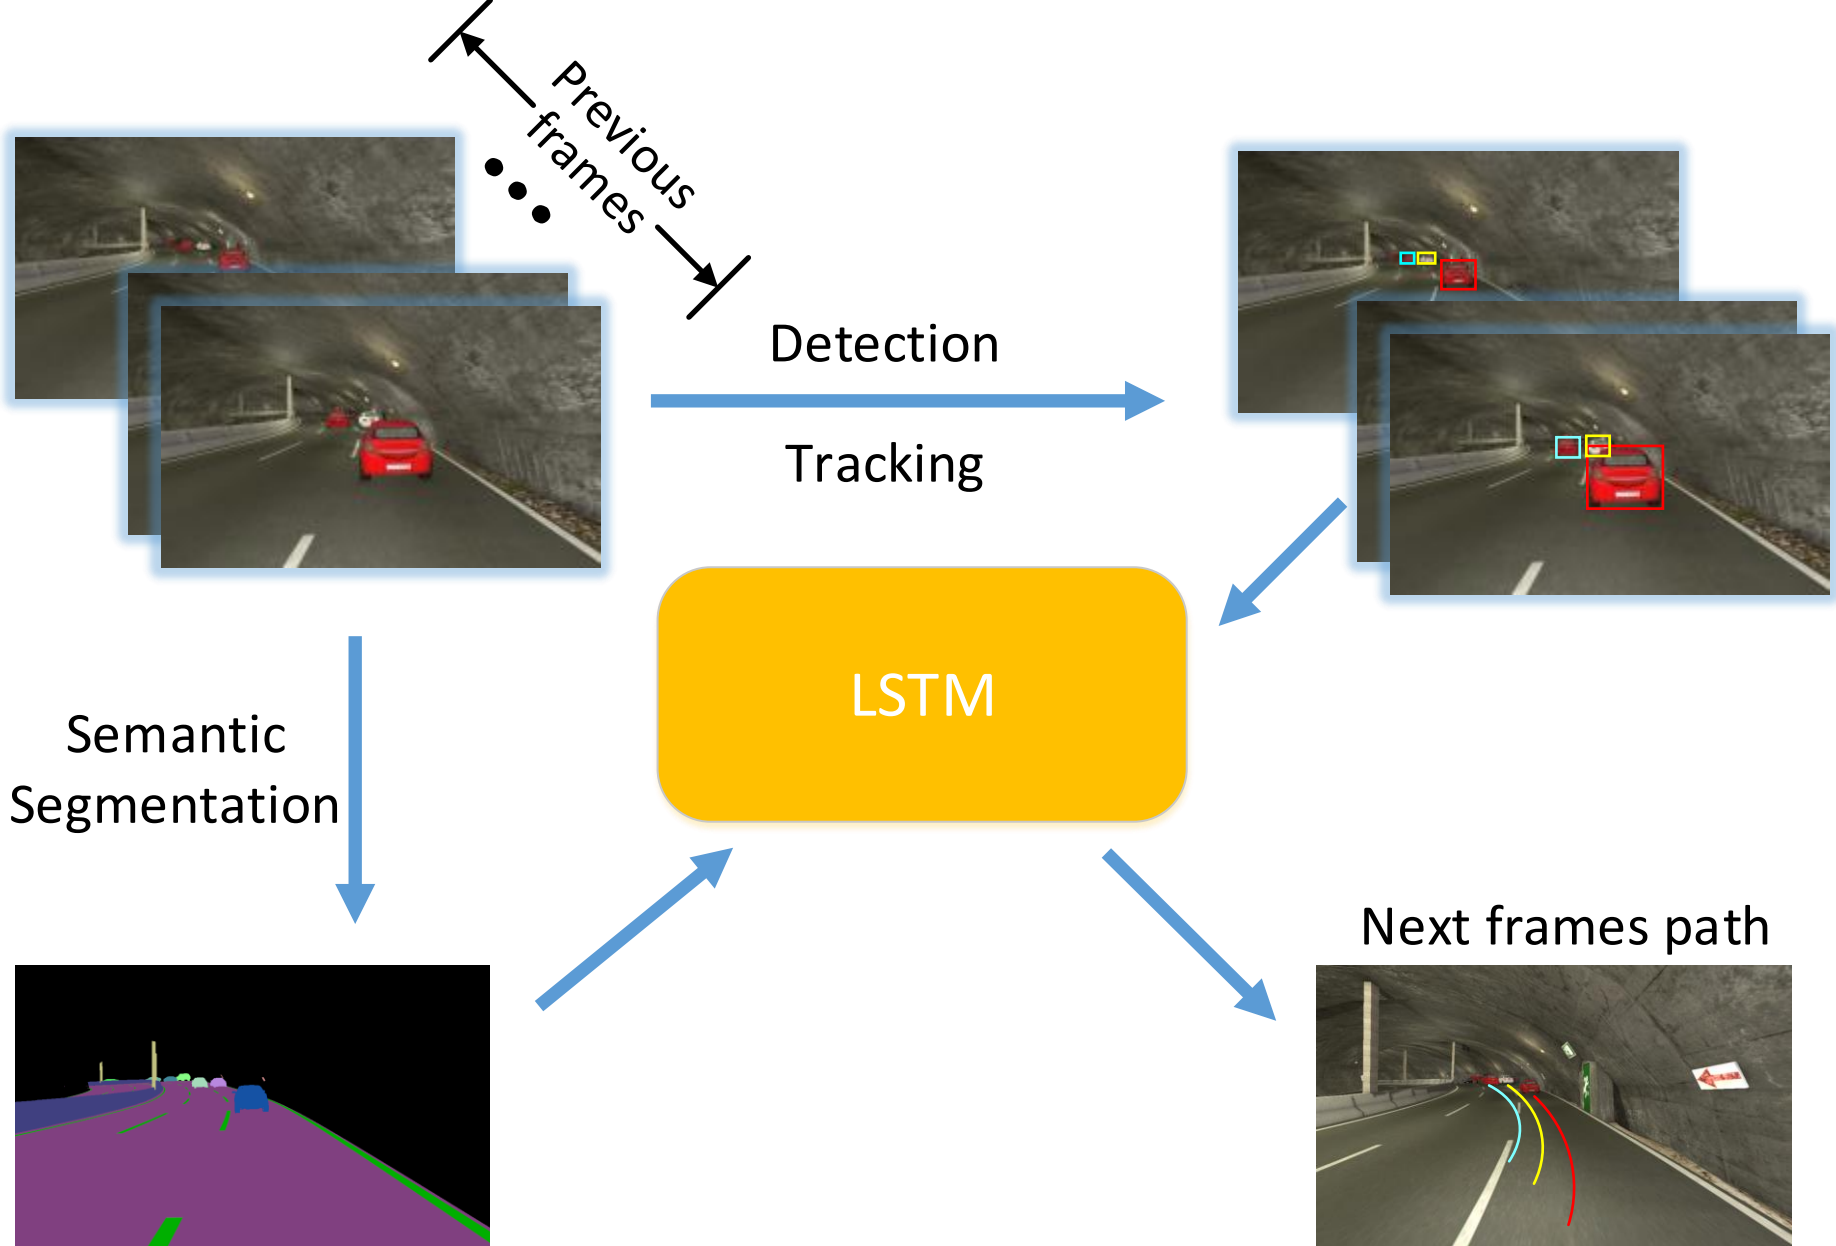 Previous
frames
Detection
Tracking
LSTM
Semantic
Segmentation
Next frames path